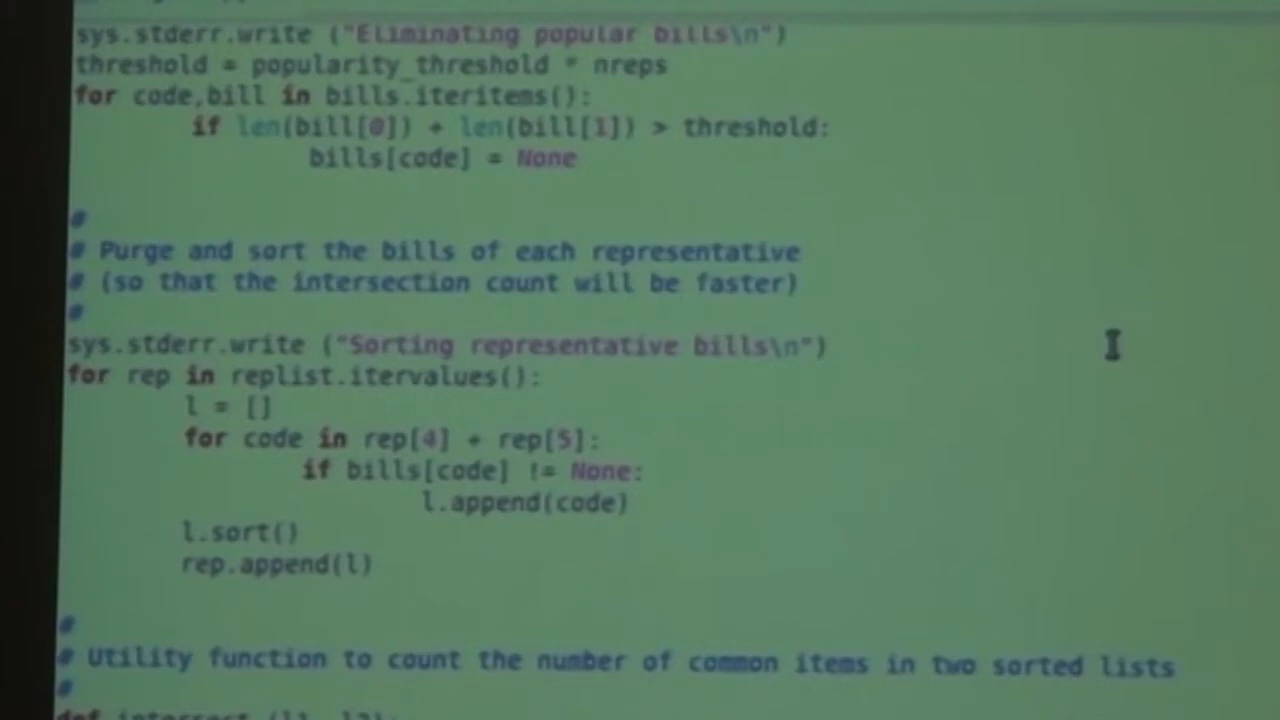 sys.stderr.write ("Eliminating popular bills\n")
threshold = popularity_threshold * nreps
for code,bill in bills.iteritems():
if len(bill[0]) + len(bill[1]) > threshold:
bills[code] = None
#
# Purge and sort the bills of each representative
# (so that the intersection count will be faster)
#
sys.stderr.write ("Sorting representative bills\n")
for rep in replist.itervalues():
l = []
for code in rep[4] + rep[5]:
if bills[code] != None:
l.append(code)
l.sort()
rep.append(l)
#
# Utility function to count the number of common items in two sorted lists
#
def intersect (l1, l2):